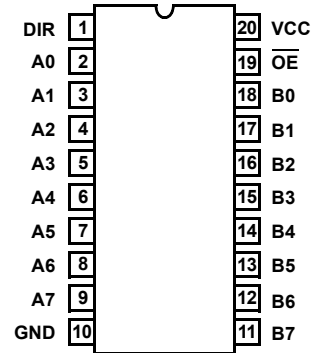 DIR 1 20 VCC
A0 2 19 OE
A1 3 18 B0
A2 4 17 B1
A3 5 16 B2
A4 6 15 B3
A5 7 14 B4
A6 8 13 B5
A7 9 12 B6
GND 10 11 B7